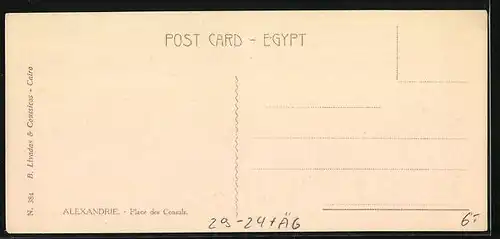 POST CARD - EGYPT
N. 384 B. Livadas & Coutsicos - Cairo
ALEXANDRIE. - Place des Consuls.
29-24+ÄG
6.-